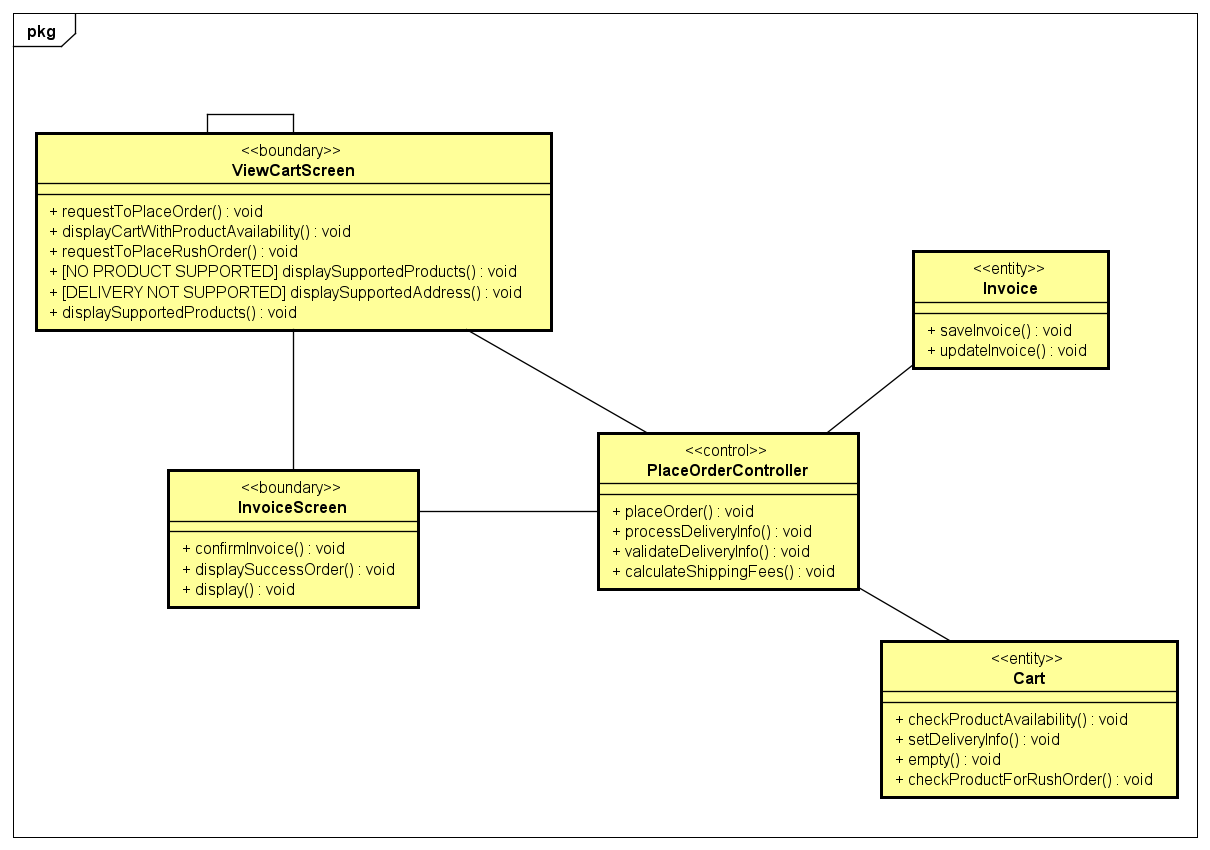 pkg
<<boundary>>
ViewCartScreen
+ requestToPlaceOrder() : void
+ displayCartWithProductAvailability() : void
+ requestToPlaceRushOrder() : void
+ [NO PRODUCT SUPPORTED] displaySupportedProducts() : void
+ [DELIVERY NOT SUPPORTED] displaySupportedAddress() : void
+ displaySupportedProducts() : void
<<entity>>
Invoice
+ saveInvoice() : void
+ updateInvoice() : void
<<control>>
PlaceOrderController
+ placeOrder() : void
+ processDeliveryInfo() : void
+ validateDeliveryInfo() : void
+ calculateShippingFees() : void
<<boundary>>
InvoiceScreen
+ confirmInvoice() : void
+ displaySuccessOrder() : void
+ display() : void
<<entity>>
Cart
+ checkProductAvailability() : void
+ setDeliveryInfo() : void
+ empty() : void
+ checkProductForRushOrder() : void